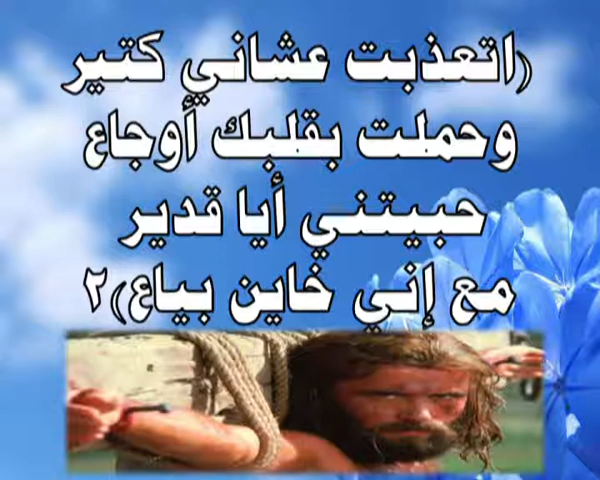 (اتعذبت عشاني كتير
وحملت بقلبك أوجاع
حبيتني أيا قدير
مع إني خاين بياع)٢